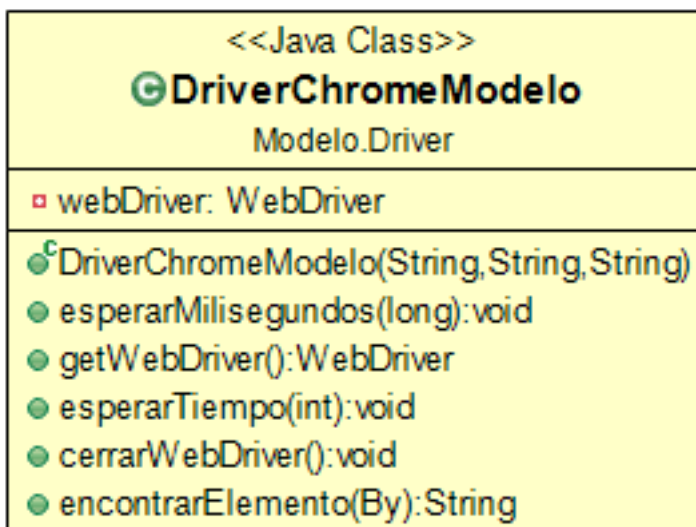 <<Java Class>>
DriverChromeModelo
Modelo.Driver
webDriver: WebDriver
DriverChromeModelo(String,String,String)
esperarMilisegundos(long):void
getWebDriver():WebDriver
esperarTiempo(int):void
cerrarWebDriver():void
encontrarElemento(By):String